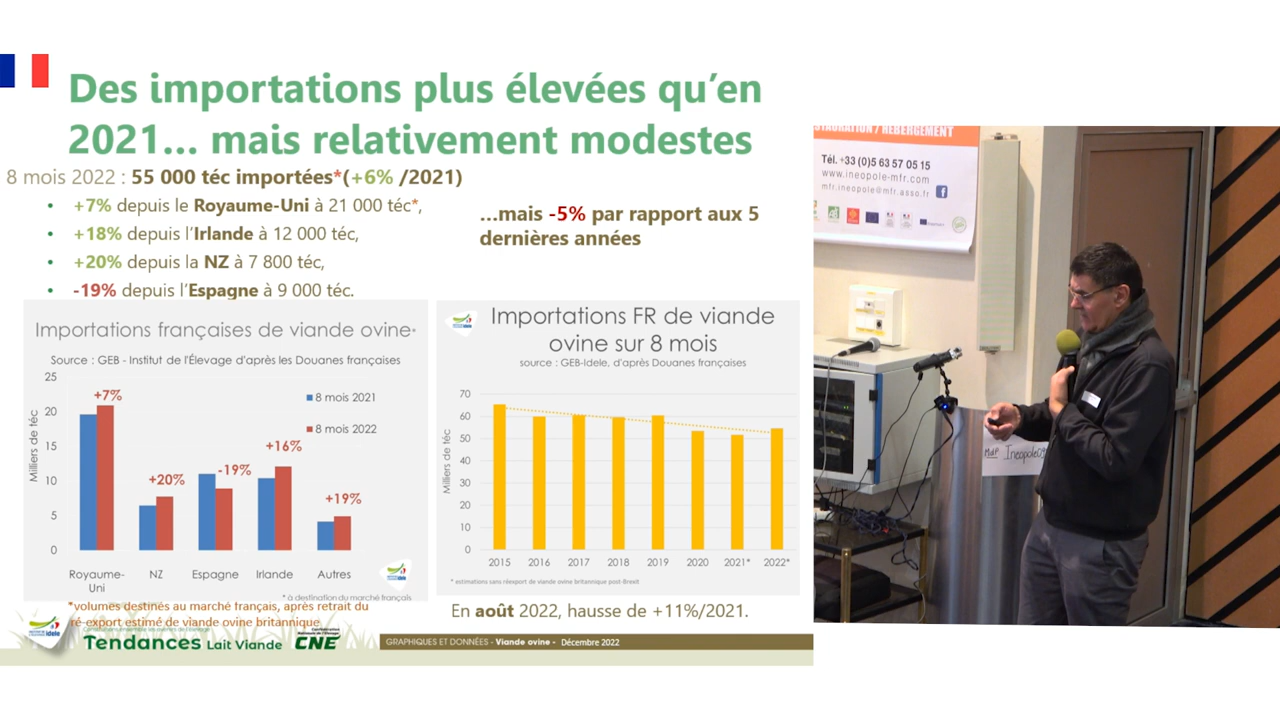 Des importations plus élevées qu’en
2021… mais relativement modestes
8 mois 2022 : 55 000 téc importées*(+6% /2021)
• +7% depuis le Royaume-Uni à 21 000 téc*,
• +18% depuis l’Irlande à 12 000 téc,
• +20% depuis la NZ à 7 800 téc,
• -19% depuis l’Espagne à 9 000 téc.
…mais -5% par rapport aux 5
dernières années
Importations françaises de viande ovine*
Source : GEB - Institut de l'Élevage d'après les Douanes françaises
Milliers de téc
25
20
15
10
5
0
+7%
+20%
-19%
+16%
+19%
8 mois 2021
8 mois 2022
Royaume-
Uni
NZ
Espagne
Irlande
Autres
* à destination du marché français
Importations FR de viande
ovine sur 8 mois
source : GEB-Idele, d'après Douanes françaises
Milliers de téc
70
60
50
40
30
20
10
0
2015
2016
2017
2018
2019
2020
2021*
2022*
* estimations sans réexport de viande ovine britannique post-Brexit
*volumes destinés au marché français, après retrait du
ré-export estimé de viande ovine britannique
En août 2022, hausse de +11%/2021.
idele
Tendances Lait Viande
CNE
GRAPHIQUES ET DONNÉES - Viande ovine - Décembre 2022
STAURATION / HÉBERGEMENT
Tél. +33 (0)5 63 57 05 15
www.ineopole-mfr.com
mfr.ineopole@mfr.asso.fr
MdP Ineopole09